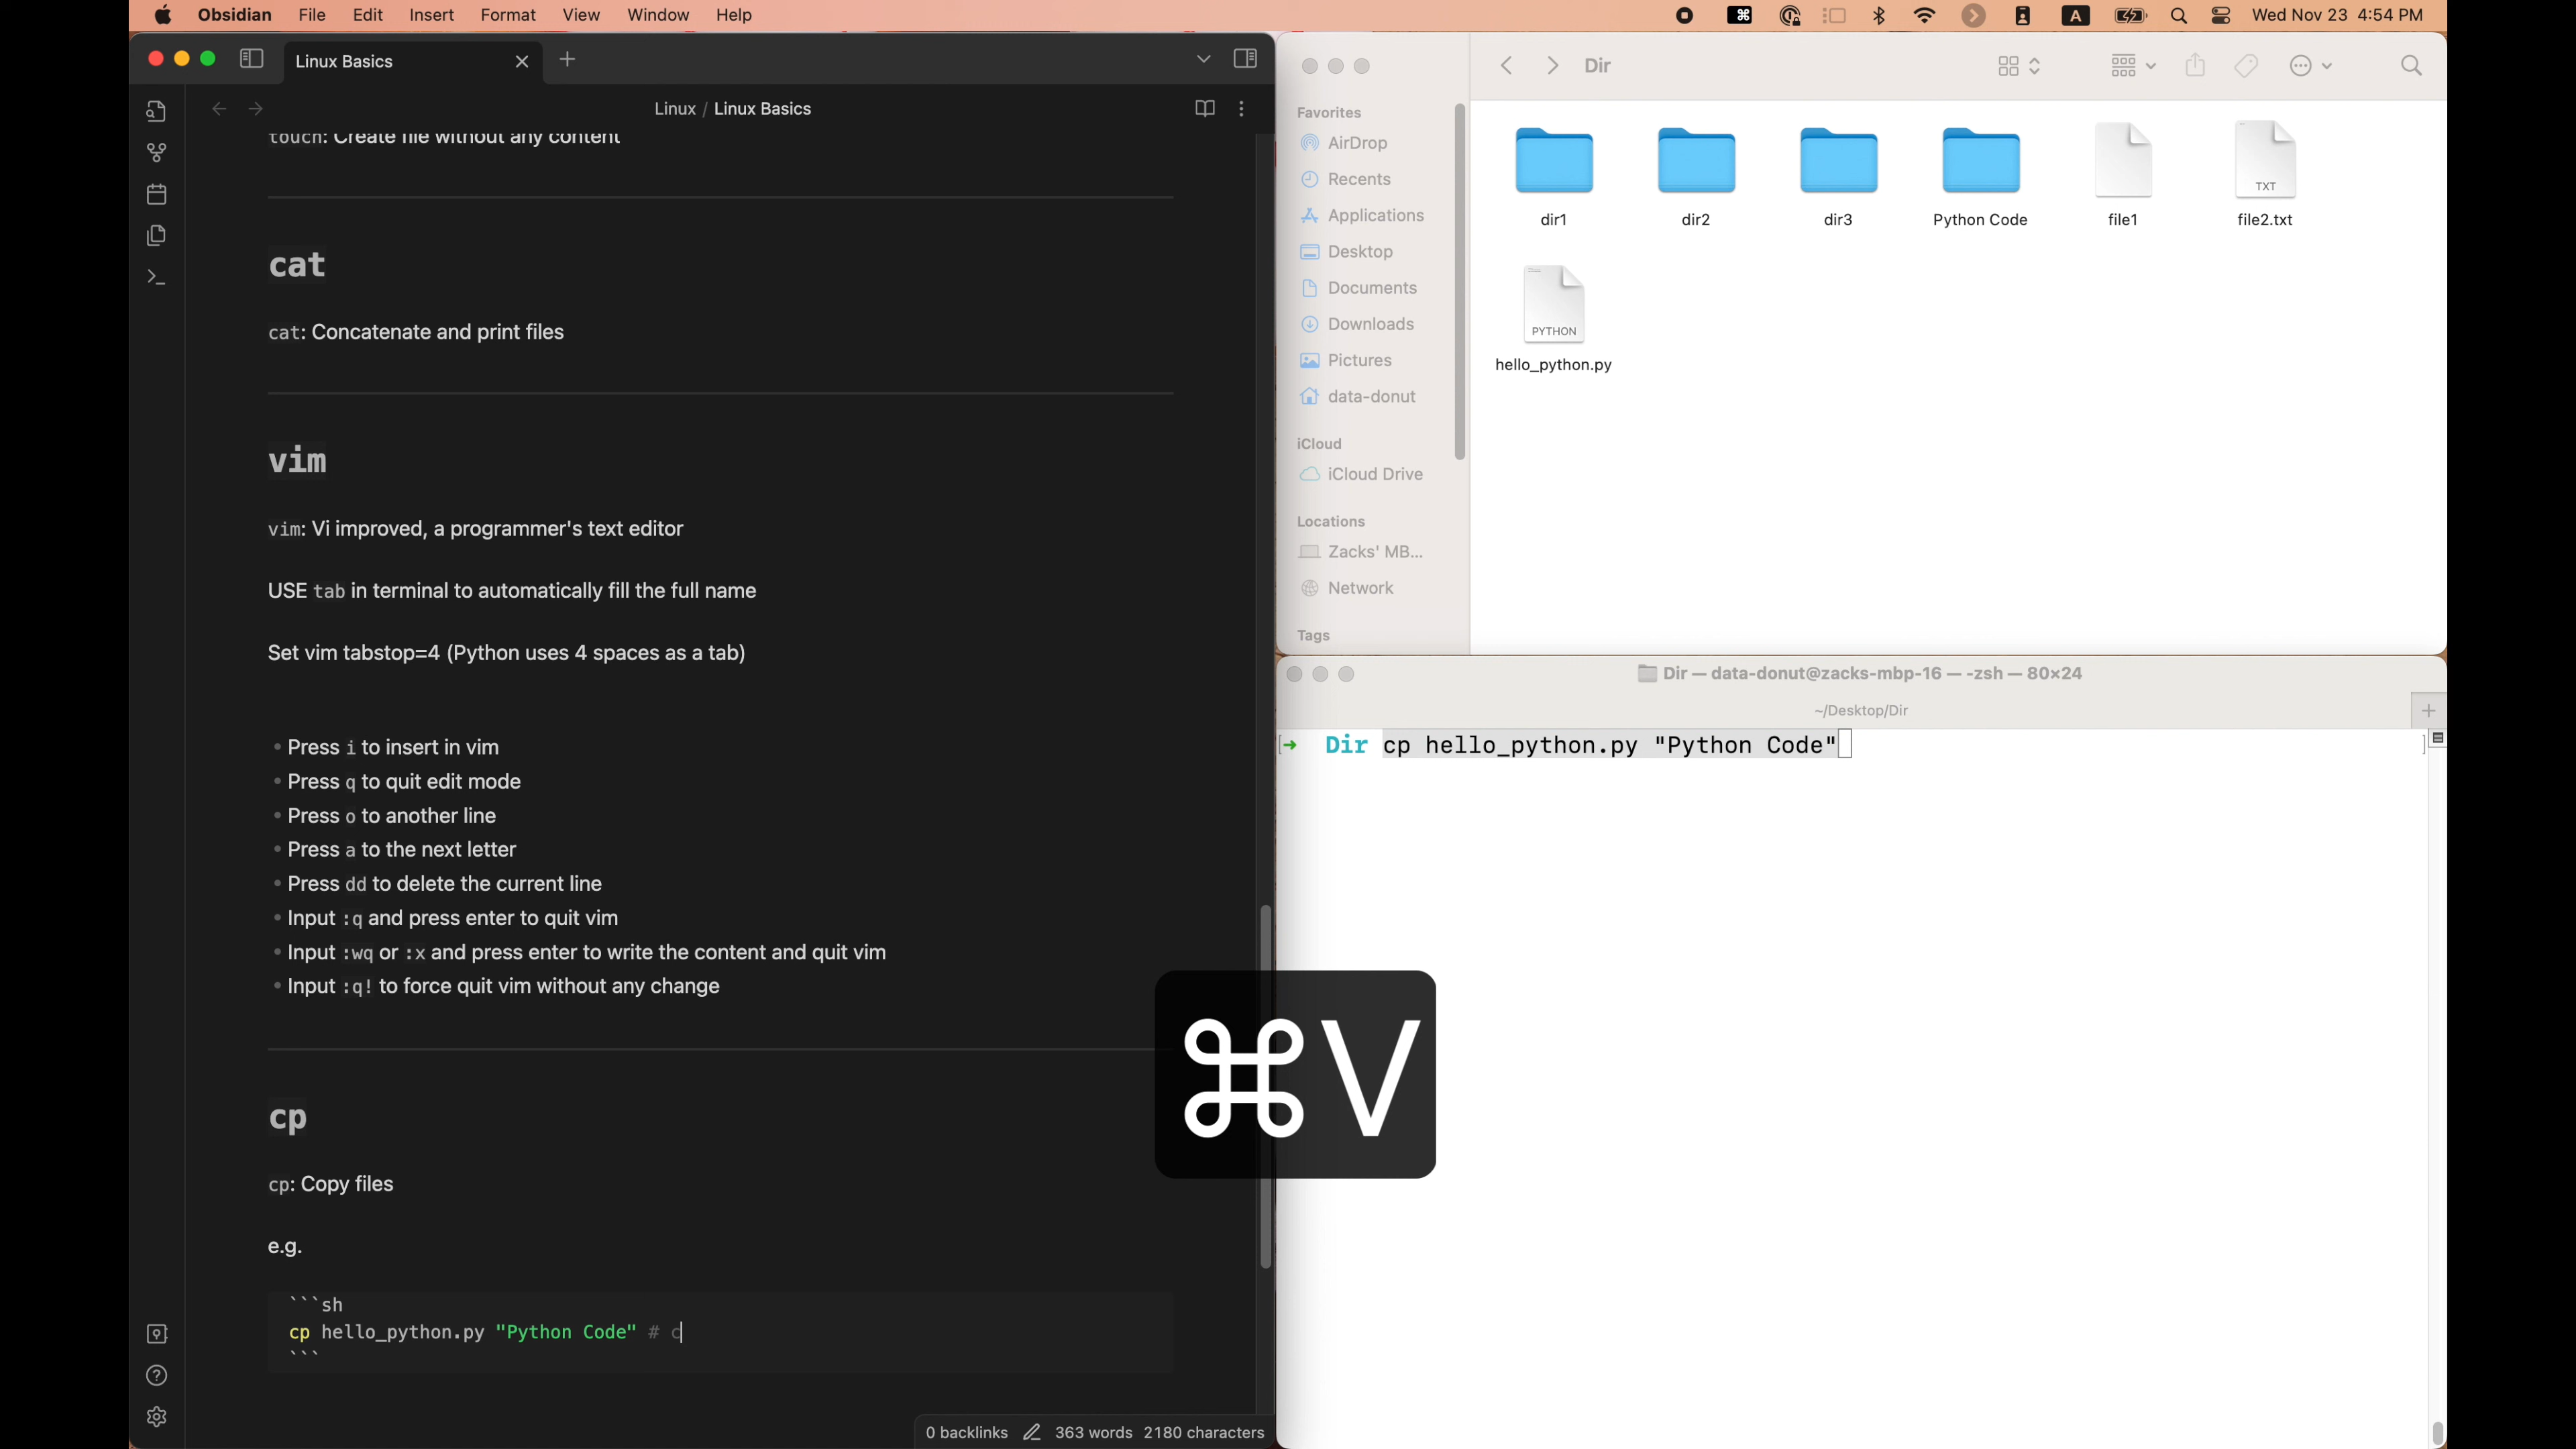 Obsidian File Edit Insert Format View Window Help
A
Wed Nov 23 4:54 PM
Linux Basics
Linux / Linux Basics
touch: Create file without any content
cat
cat: Concatenate and print files
vim
vim: Vi improved, a programmer's text editor
USE tab in terminal to automatically fill the full name
Set vim tabstop=4 (Python uses 4 spaces as a tab)
• Press i to insert in vim
• Press q to quit edit mode
• Press o to another line
• Press a to the next letter
• Press dd to delete the current line
• Input :q and press enter to quit vim
• Input :wq or :x and press enter to write the content and quit vim
• Input :q! to force quit vim without any change
cp
cp: Copy files
e.g.
```sh
cp hello_python.py "Python Code" # c
```
0 backlinks 363 words 2180 characters
⌘V
Dir
Favorites
AirDrop
Recents
Applications
Desktop
Documents
Downloads
Pictures
data-donut
iCloud
iCloud Drive
Locations
Zacks' MB...
Network
Tags
dir1 dir2 dir3 Python Code file1 file2.txt
TXT
PYTHON
hello_python.py
Dir — data-donut@zacks-mbp-16 — -zsh — 80×24
~/Desktop/Dir
[➜ Dir cp hello_python.py "Python Code" ]